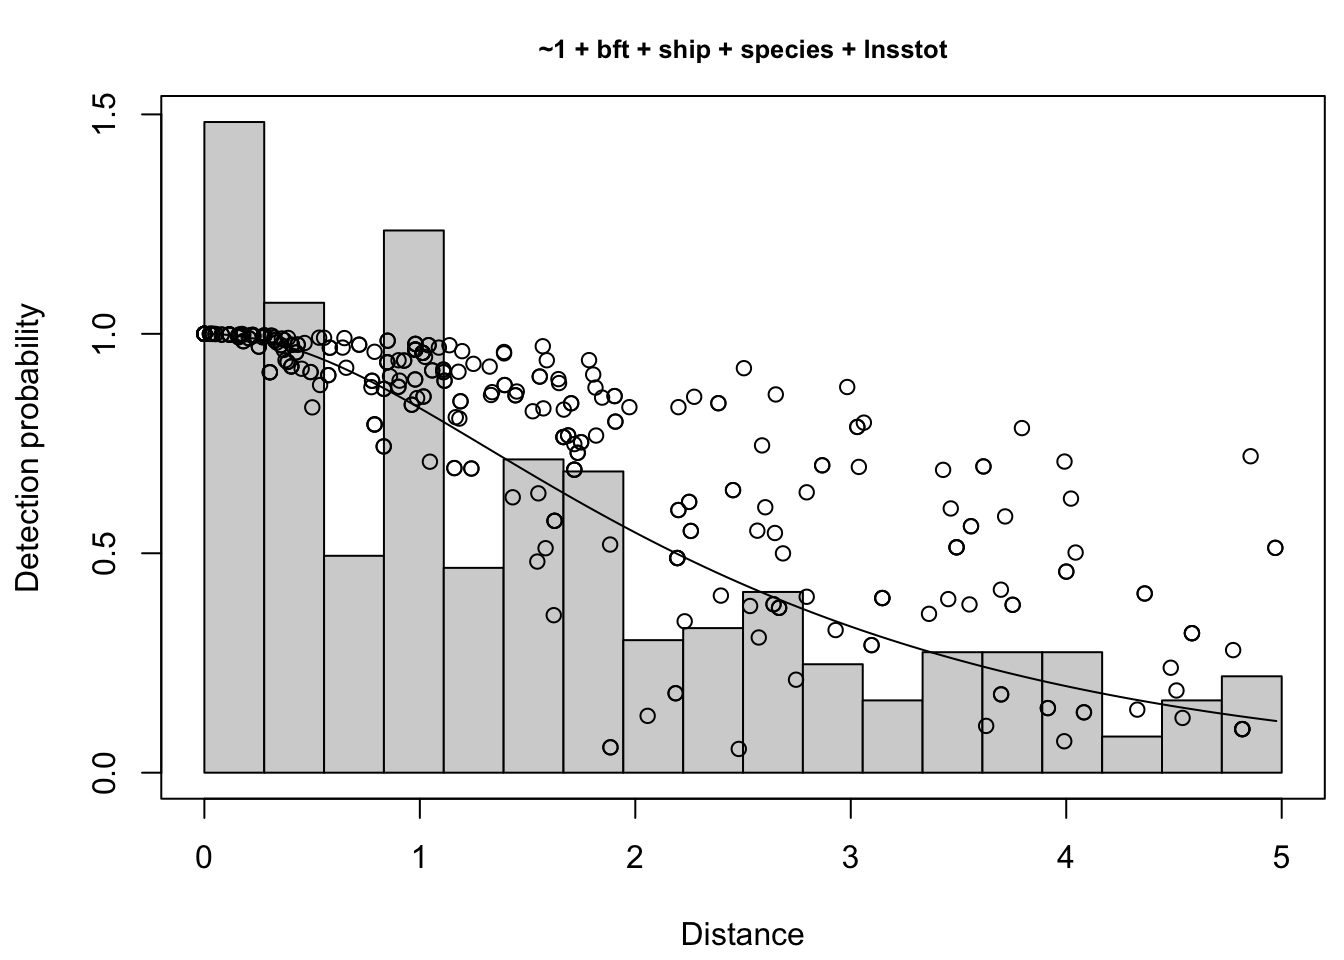 ~1 + bft + ship + species + lnsstot
1.5
1.0
0.5
0.0
Detection probability
0 1 2 3 4 5
Distance